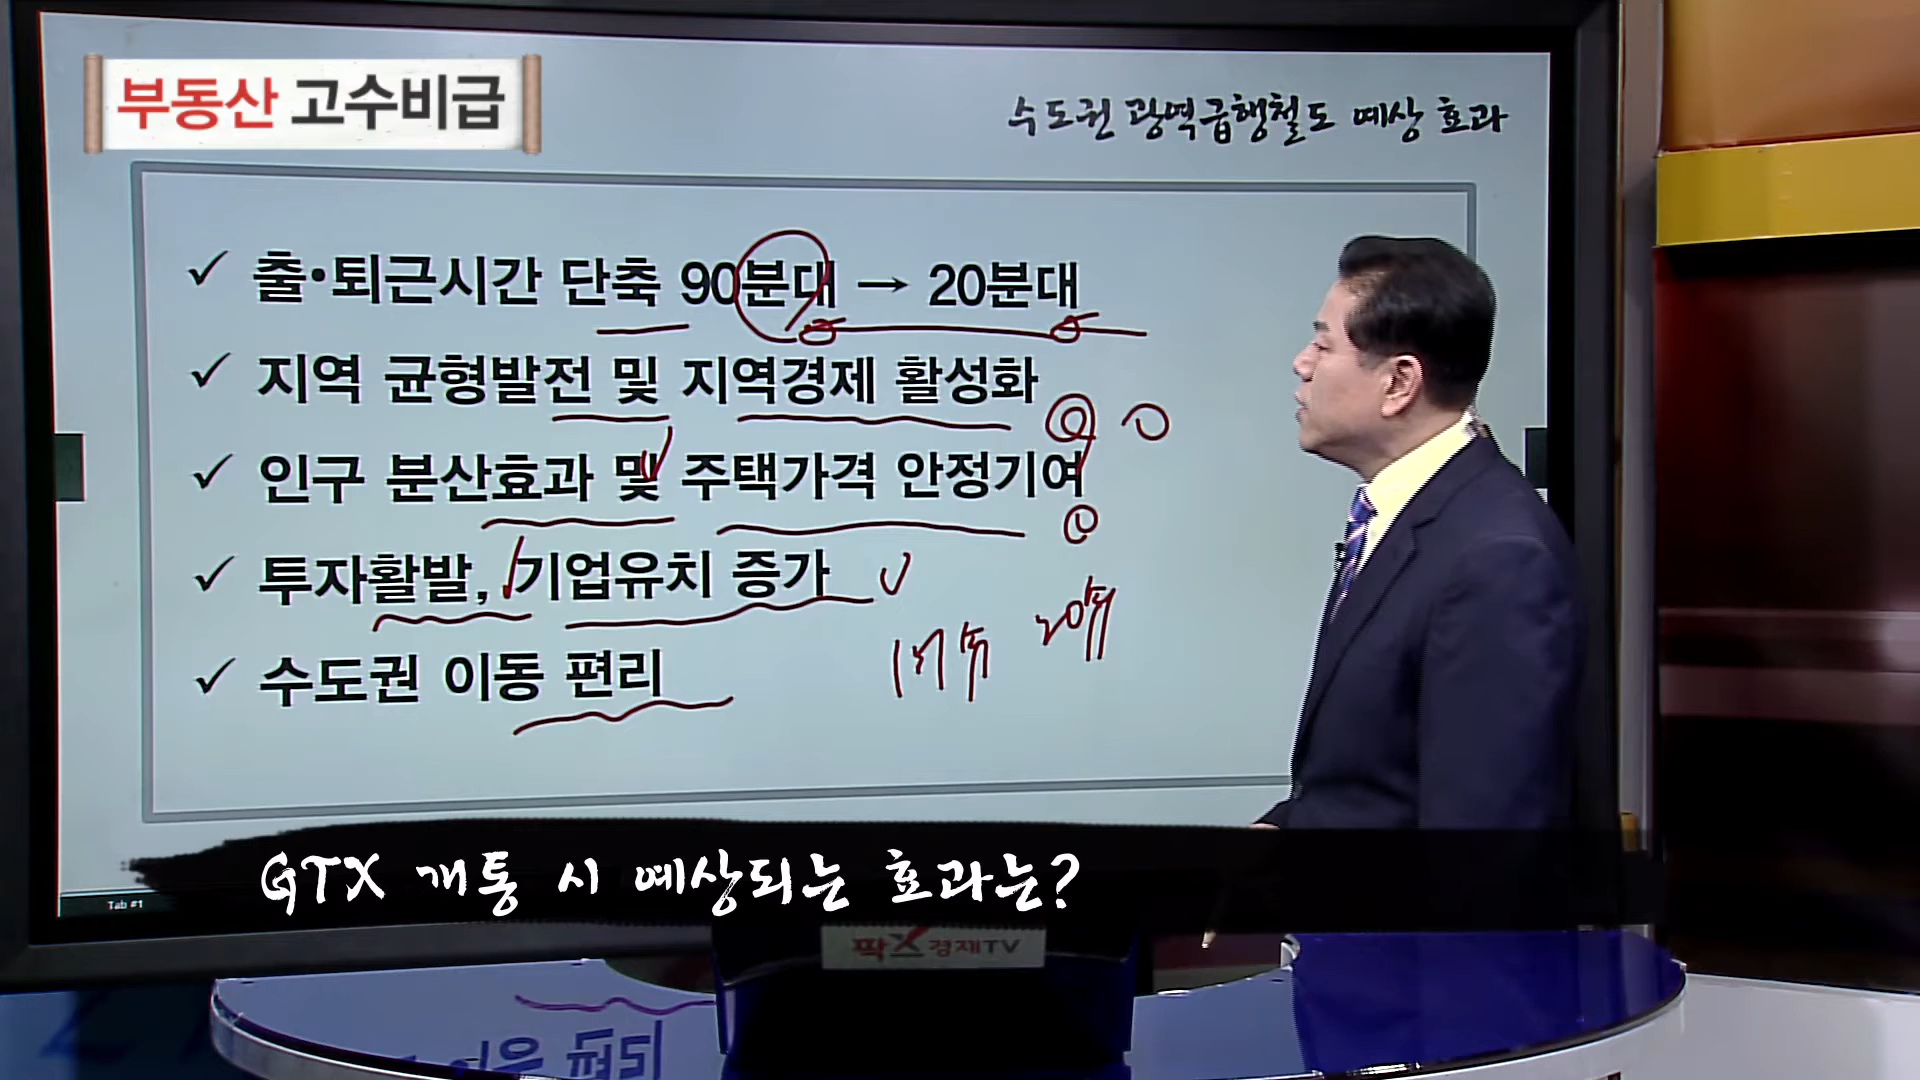 부동산 고수비급
수도권 광역급행철도 예상 효과
✓ 출·퇴근시간 단축 90분대 → 20분대
✓ 지역 균형발전 및 지역경제 활성화
✓ 인구 분산효과 및 주택가격 안정기여
✓ 투자활발, 기업유치 증가
✓ 수도권 이동 편리
GTX 개통 시 예상되는 효과는?
Tab #1
팍스경제TV